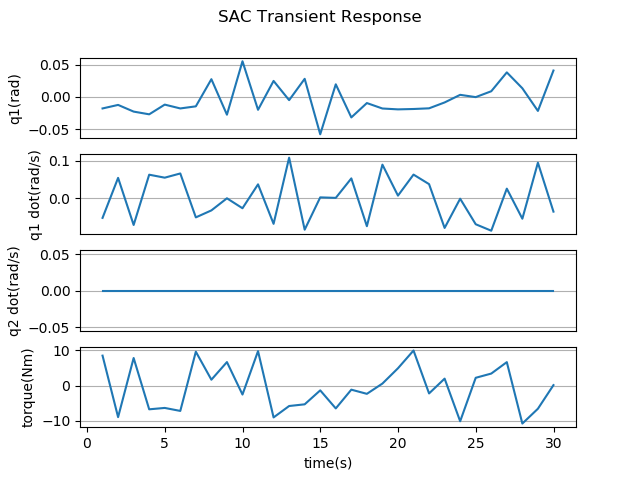 SAC Transient Response
q1(rad)
0.05
0.00
−0.05
q1 dot(rad/s)
0.1
0.0
q2 dot(rad/s)
0.05
0.00
−0.05
torque(Nm)
10
0
−10
0 5 10 15 20 25 30
time(s)